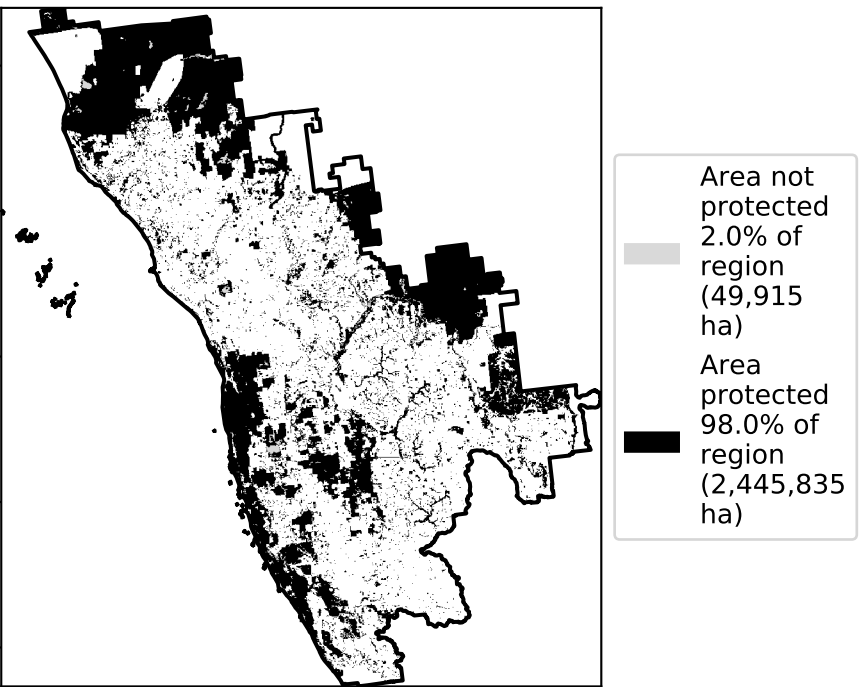 Area not
protected
2.0% of
region
(49,915
ha)
Area
protected
98.0% of
region
(2,445,835
ha)